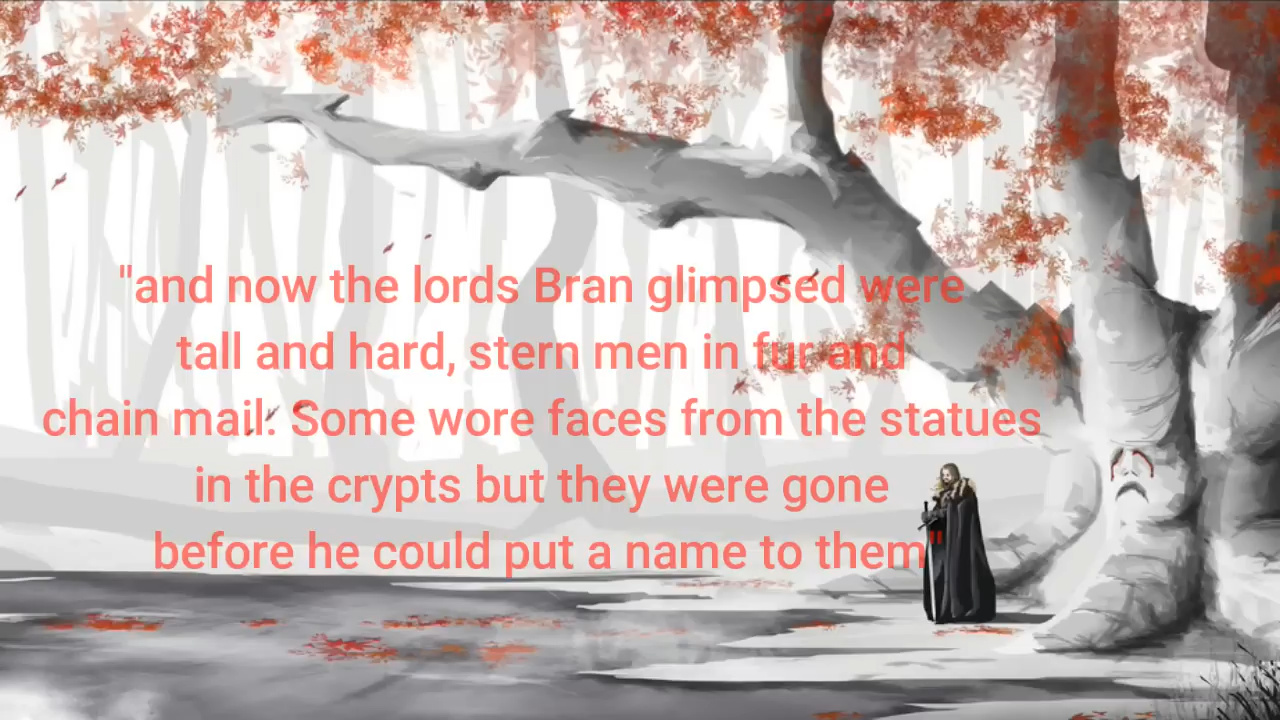 "and now the lords Bran glimpsed were
tall and hard, stern men in fur and
chain mail. Some wore faces from the statues
in the crypts but they were gone
before he could put a name to them"